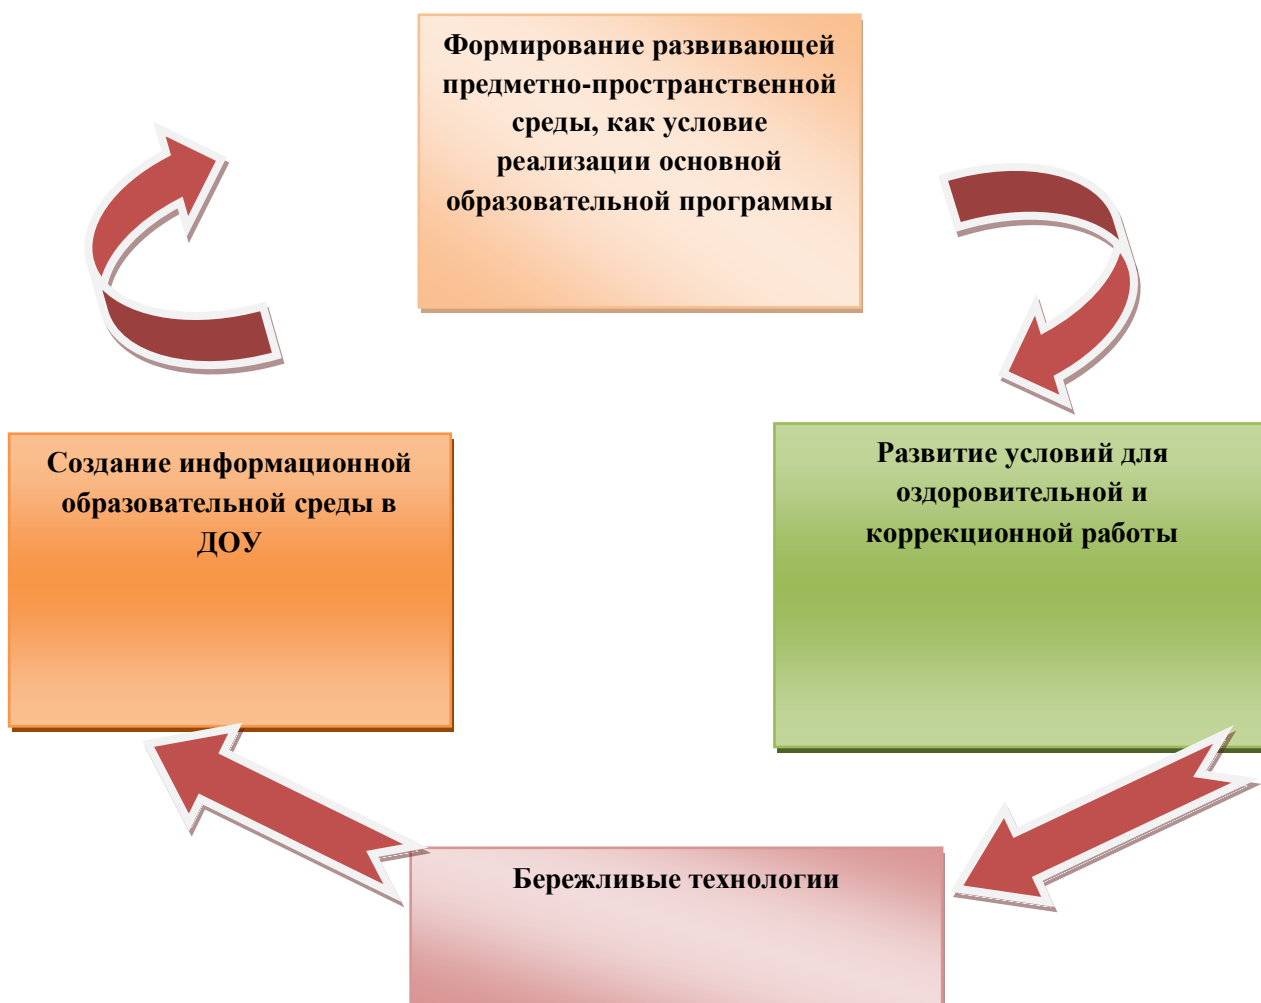 Формирование развивающей
предметно-пространственной
среды, как условие
реализации основной
образовательной программы
Создание информационной
образовательной среды в
ДОУ
Развитие условий для
оздоровительной и
коррекционной работы
Бережливые технологии